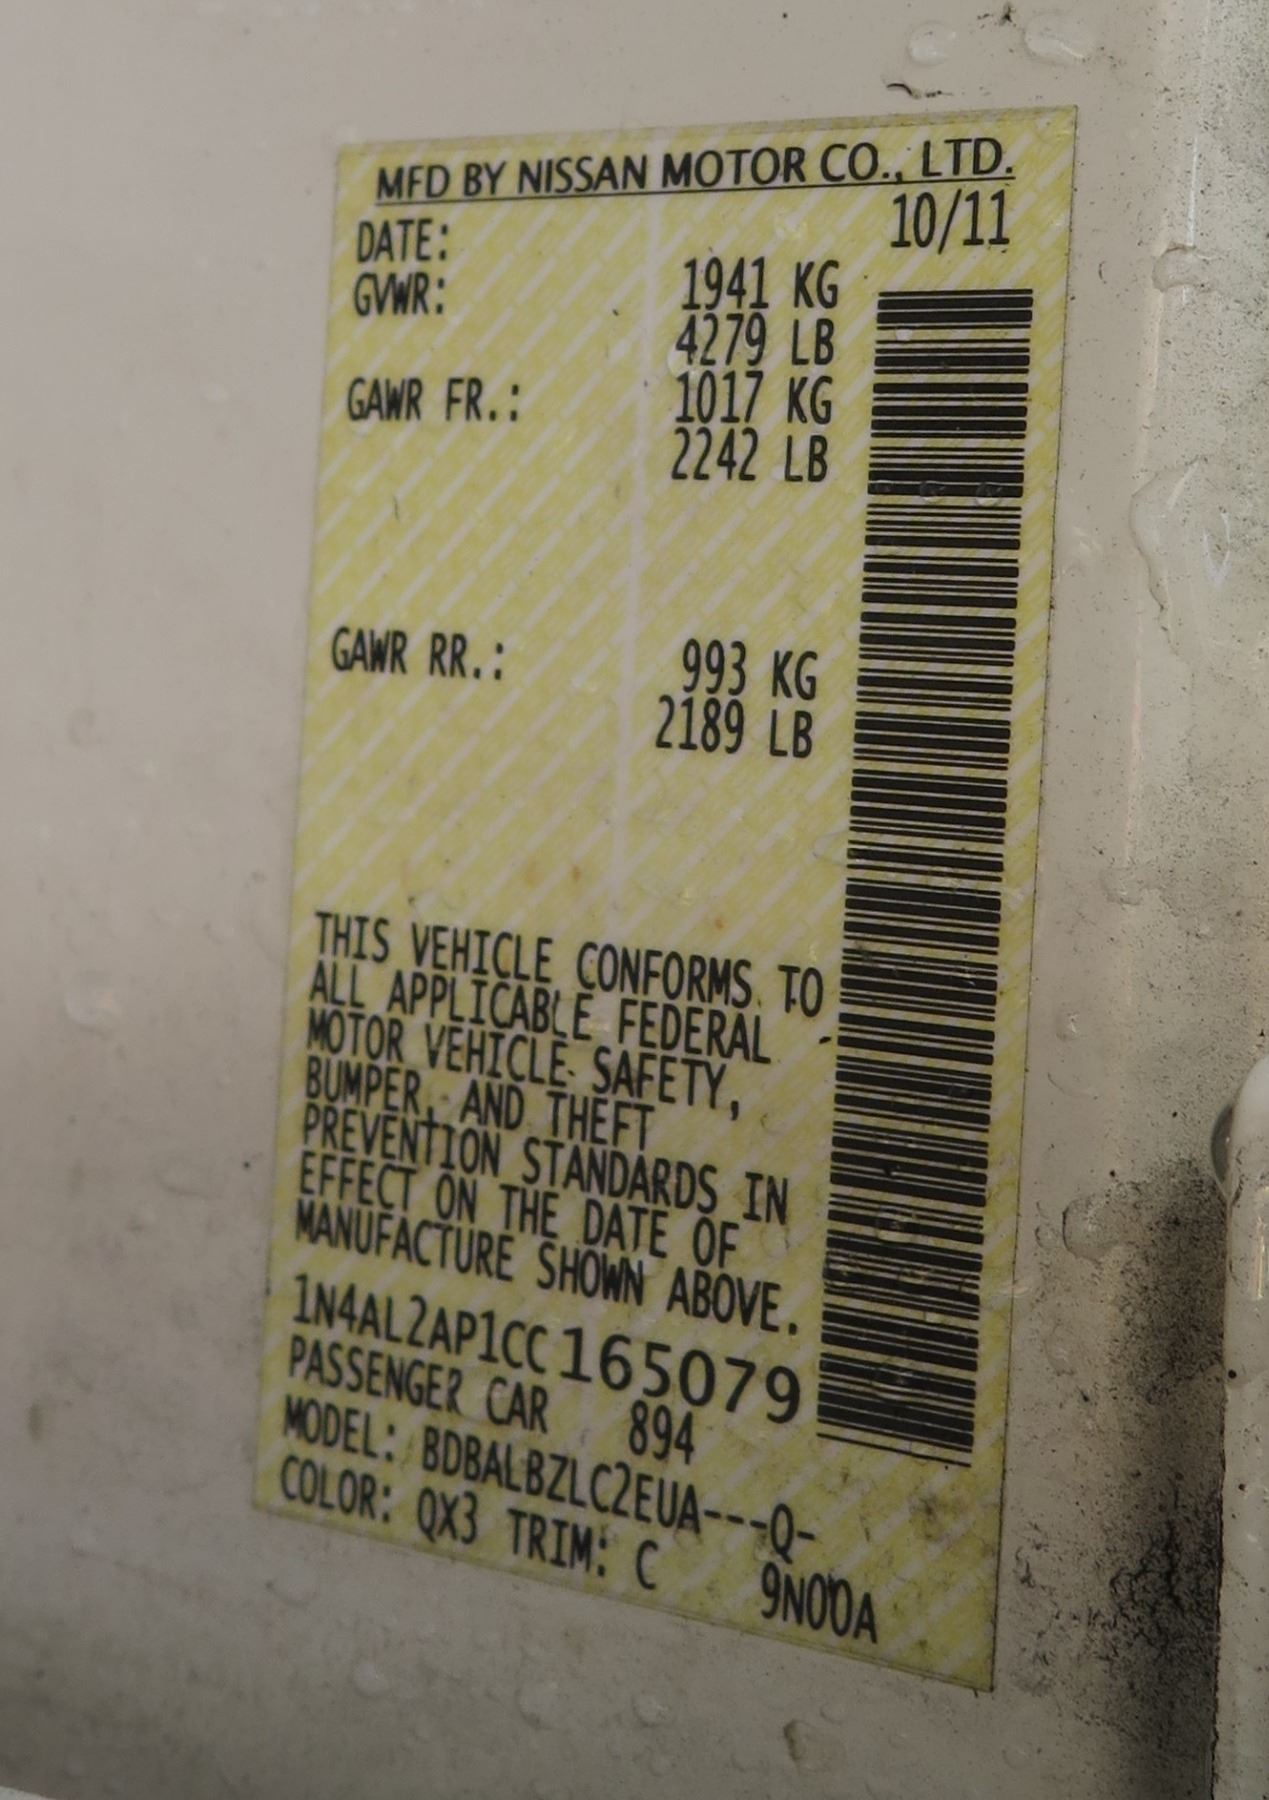 MFD BY NISSAN MOTOR CO., LTD.
DATE: 10/11
GVWR: 1941 KG
4279 LB
GAWR FR.: 1017 KG
2242 LB
GAWR RR.: 993 KG
2189 LB
THIS VEHICLE CONFORMS TO
ALL APPLICABLE FEDERAL
MOTOR VEHICLE SAFETY,
BUMPER, AND THEFT
PREVENTION STANDARDS IN
EFFECT ON THE DATE OF
MANUFACTURE SHOWN ABOVE.
1N4AL2AP1CC165079
PASSENGER CAR 894
MODEL: BDBALBZLC2EUA---Q-
COLOR: QX3 TRIM: C 9N00A